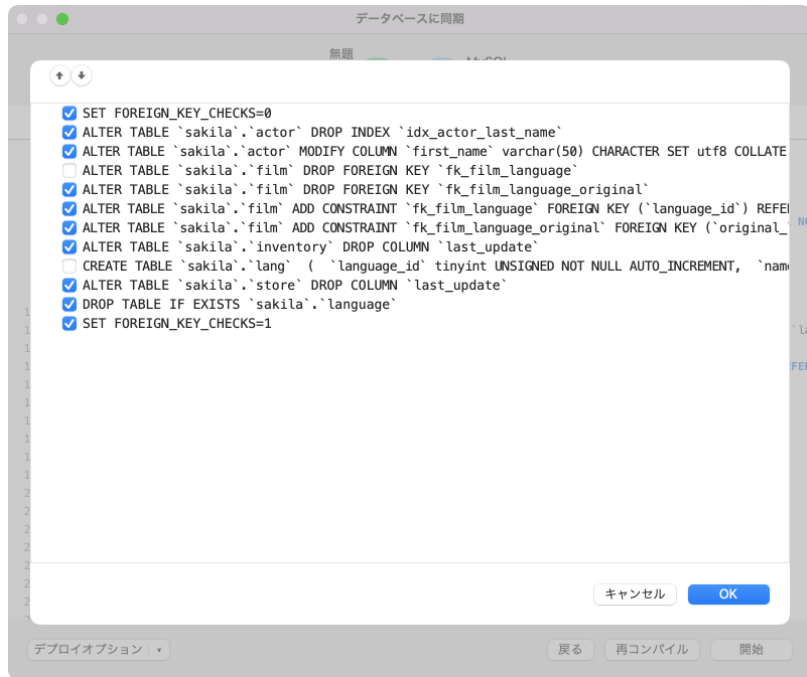 データベースに同期
無題
MySQL
SET FOREIGN_KEY_CHECKS=0
ALTER TABLE `sakila`.`actor` DROP INDEX `idx_actor_last_name`
ALTER TABLE `sakila`.`actor` MODIFY COLUMN `first_name` varchar(50) CHARACTER SET utf8 COLLATE
ALTER TABLE `sakila`.`film` DROP FOREIGN KEY `fk_film_language`
ALTER TABLE `sakila`.`film` DROP FOREIGN KEY `fk_film_language_original`
ALTER TABLE `sakila`.`film` ADD CONSTRAINT `fk_film_language` FOREIGN KEY (`language_id`) REFE
ALTER TABLE `sakila`.`film` ADD CONSTRAINT `fk_film_language_original` FOREIGN KEY (`original_
ALTER TABLE `sakila`.`inventory` DROP COLUMN `last_update`
CREATE TABLE `sakila`.`lang` ( `language_id` tinyint UNSIGNED NOT NULL AUTO_INCREMENT, `nam
ALTER TABLE `sakila`.`store` DROP COLUMN `last_update`
DROP TABLE IF EXISTS `sakila`.`language`
SET FOREIGN_KEY_CHECKS=1
キャンセル OK
デプロイオプション 戻る 再コンパイル 開始